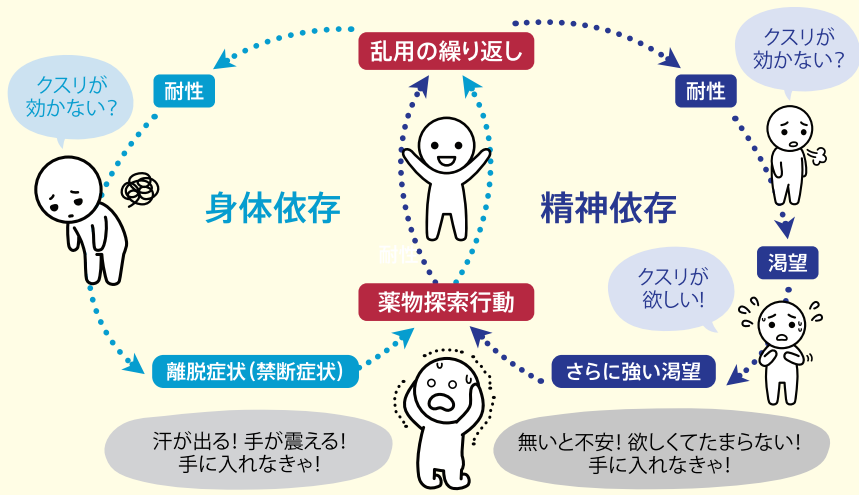 乱用の繰り返し
クスリが
効かない?
耐性
身体依存
離脱症状(禁断症状)
汗が出る! 手が震える!
手に入れなきゃ!
クスリが
効かない?
耐性
精神依存
渇望
クスリが
欲しい!
さらに強い渇望
無いと不安! 欲しくてたまらない!
手に入れなきゃ!
薬物探索行動
耐性